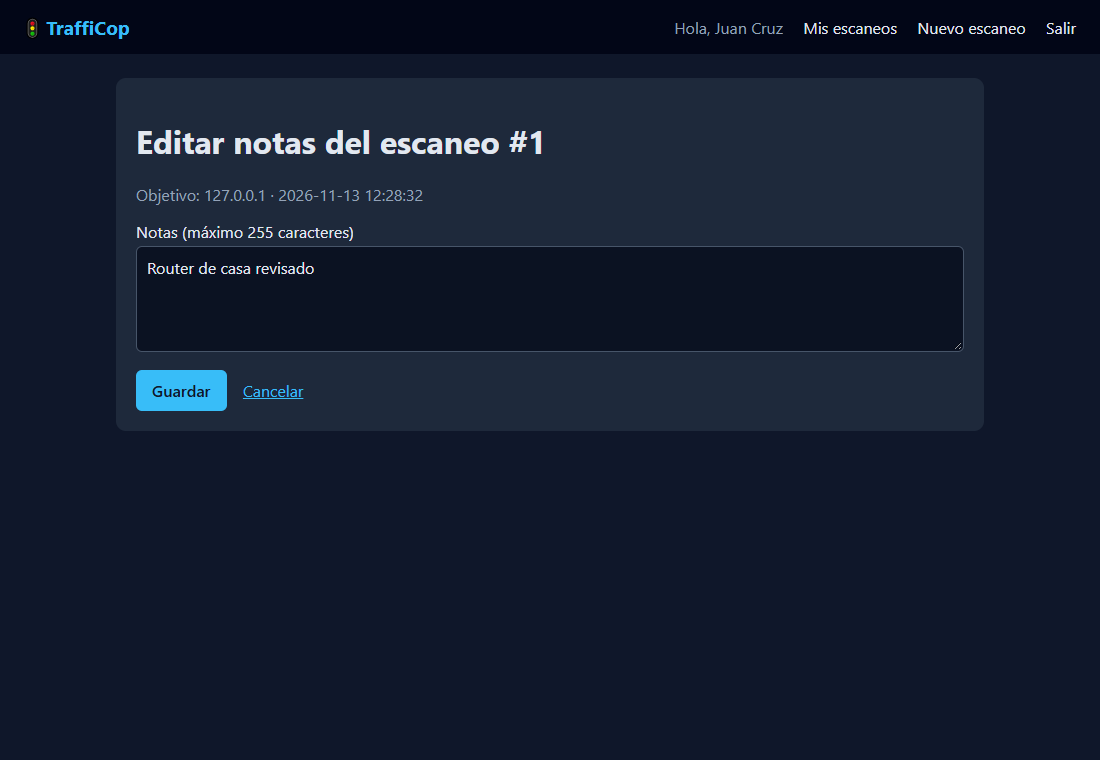 TraffiCop
Hola, Juan Cruz Mis escaneos Nuevo escaneo Salir
Editar notas del escaneo #1
Objetivo: 127.0.0.1 · 2026-11-13 12:28:32
Notas (máximo 255 caracteres)
Router de casa revisado
Guardar Cancelar